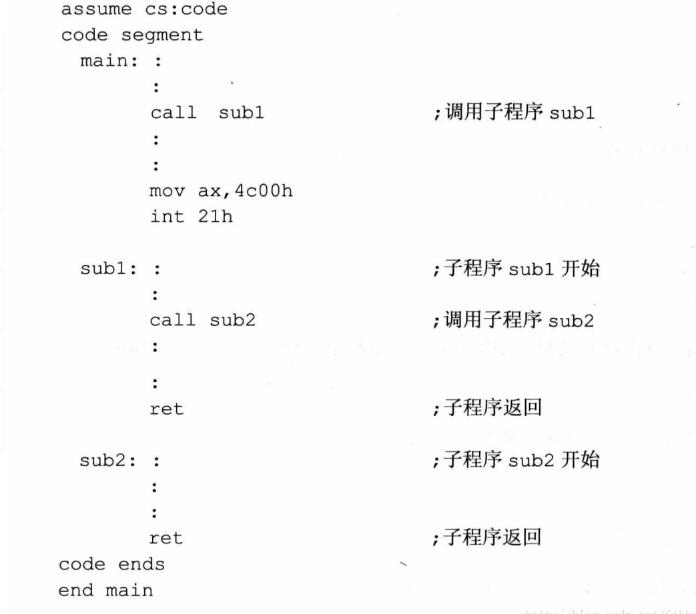 assume cs:code
code segment
main: :
:
call sub1 ;调用子程序 sub1
:
:
mov ax,4c00h
int 21h
sub1: : ;子程序 sub1 开始
:
call sub2 ;调用子程序 sub2
:
:
ret ;子程序返回
sub2: : ;子程序 sub2 开始
:
:
ret ;子程序返回
code ends
end main